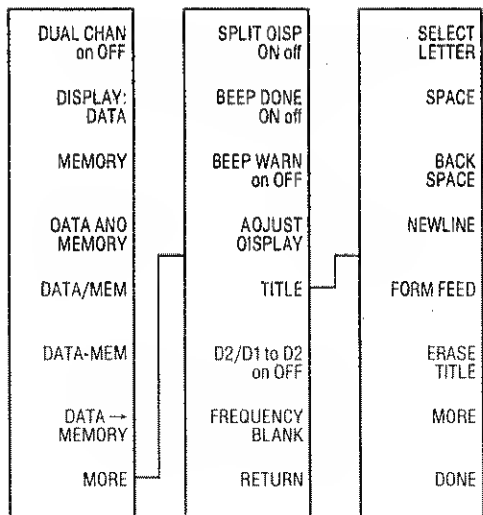 DUAL CHAN
on OFF
DISPLAY:
DATA
MEMORY
OATA ANO
MEMORY
DATA/MEM
DATA-MEM
DATA →
MEMORY
MORE
SPLIT OISP
ON off
BEEP DONE
ON off
BEEP WARN
on OFF
AOJUST
OISPLAY
TITLE
D2/D1 to D2
on OFF
FREQUENCY
BLANK
RETURN
SELECT
LETTER
SPACE
BACK
SPACE
NEWLINE
FORM FEED
ERASE
TITLE
MORE
DONE